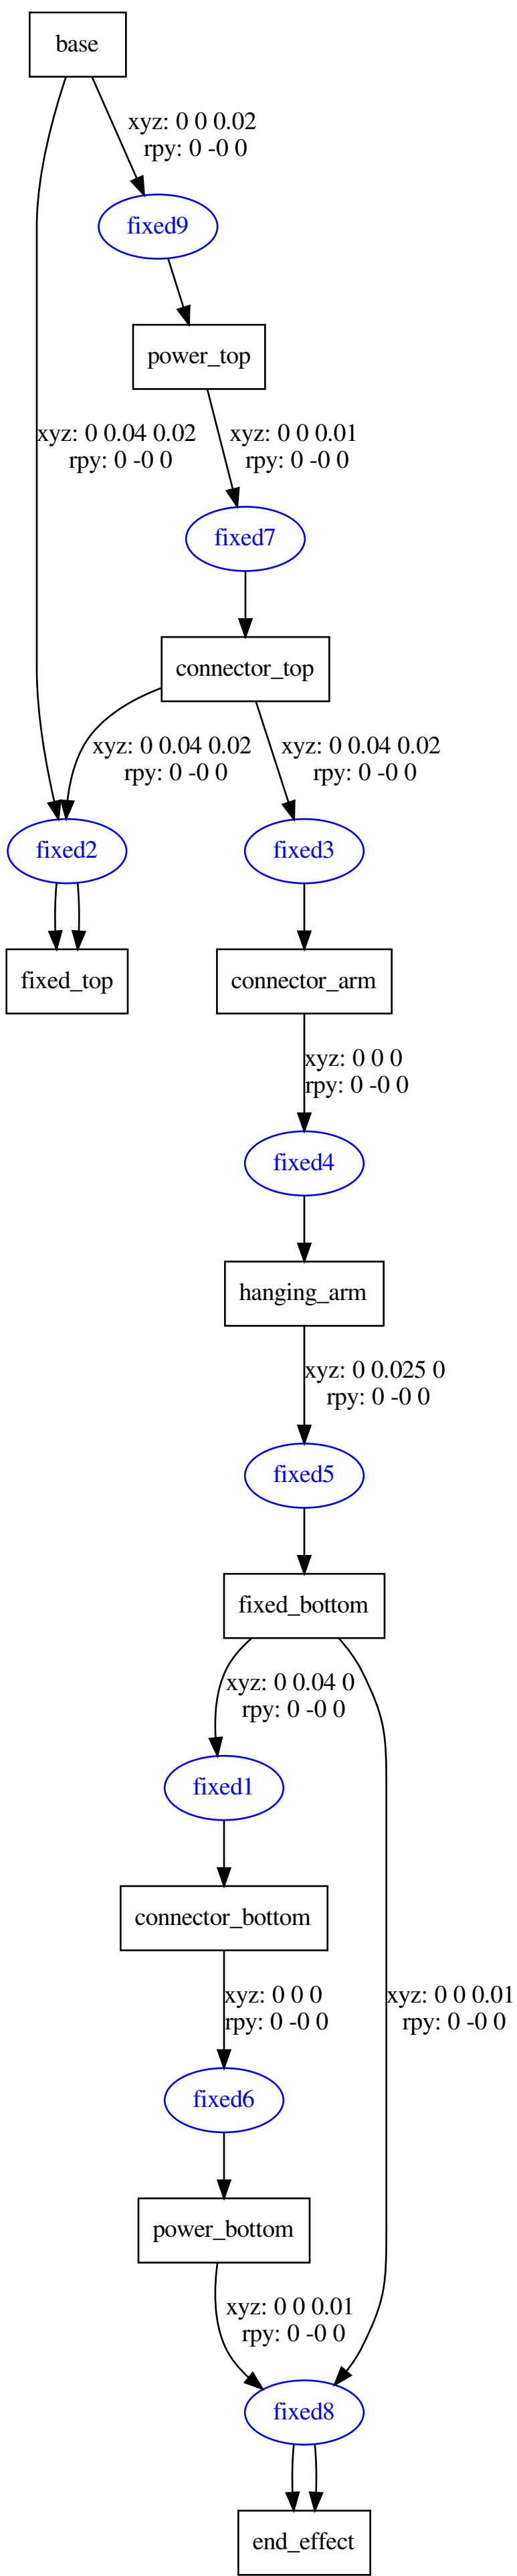 base
xyz: 0 0 0.02
rpy: 0 -0 0
fixed9
power_top
xyz: 0 0.04 0.02
rpy: 0 -0 0
xyz: 0 0 0.01
rpy: 0 -0 0
fixed7
connector_top
xyz: 0 0.04 0.02
rpy: 0 -0 0
xyz: 0 0.04 0.02
rpy: 0 -0 0
fixed2
fixed3
fixed_top
connector_arm
xyz: 0 0 0
rpy: 0 -0 0
fixed4
hanging_arm
xyz: 0 0.025 0
rpy: 0 -0 0
fixed5
fixed_bottom
xyz: 0 0.04 0
rpy: 0 -0 0
fixed1
connector_bottom
xyz: 0 0 0
rpy: 0 -0 0
xyz: 0 0 0.01
rpy: 0 -0 0
fixed6
power_bottom
xyz: 0 0 0.01
rpy: 0 -0 0
fixed8
end_effect